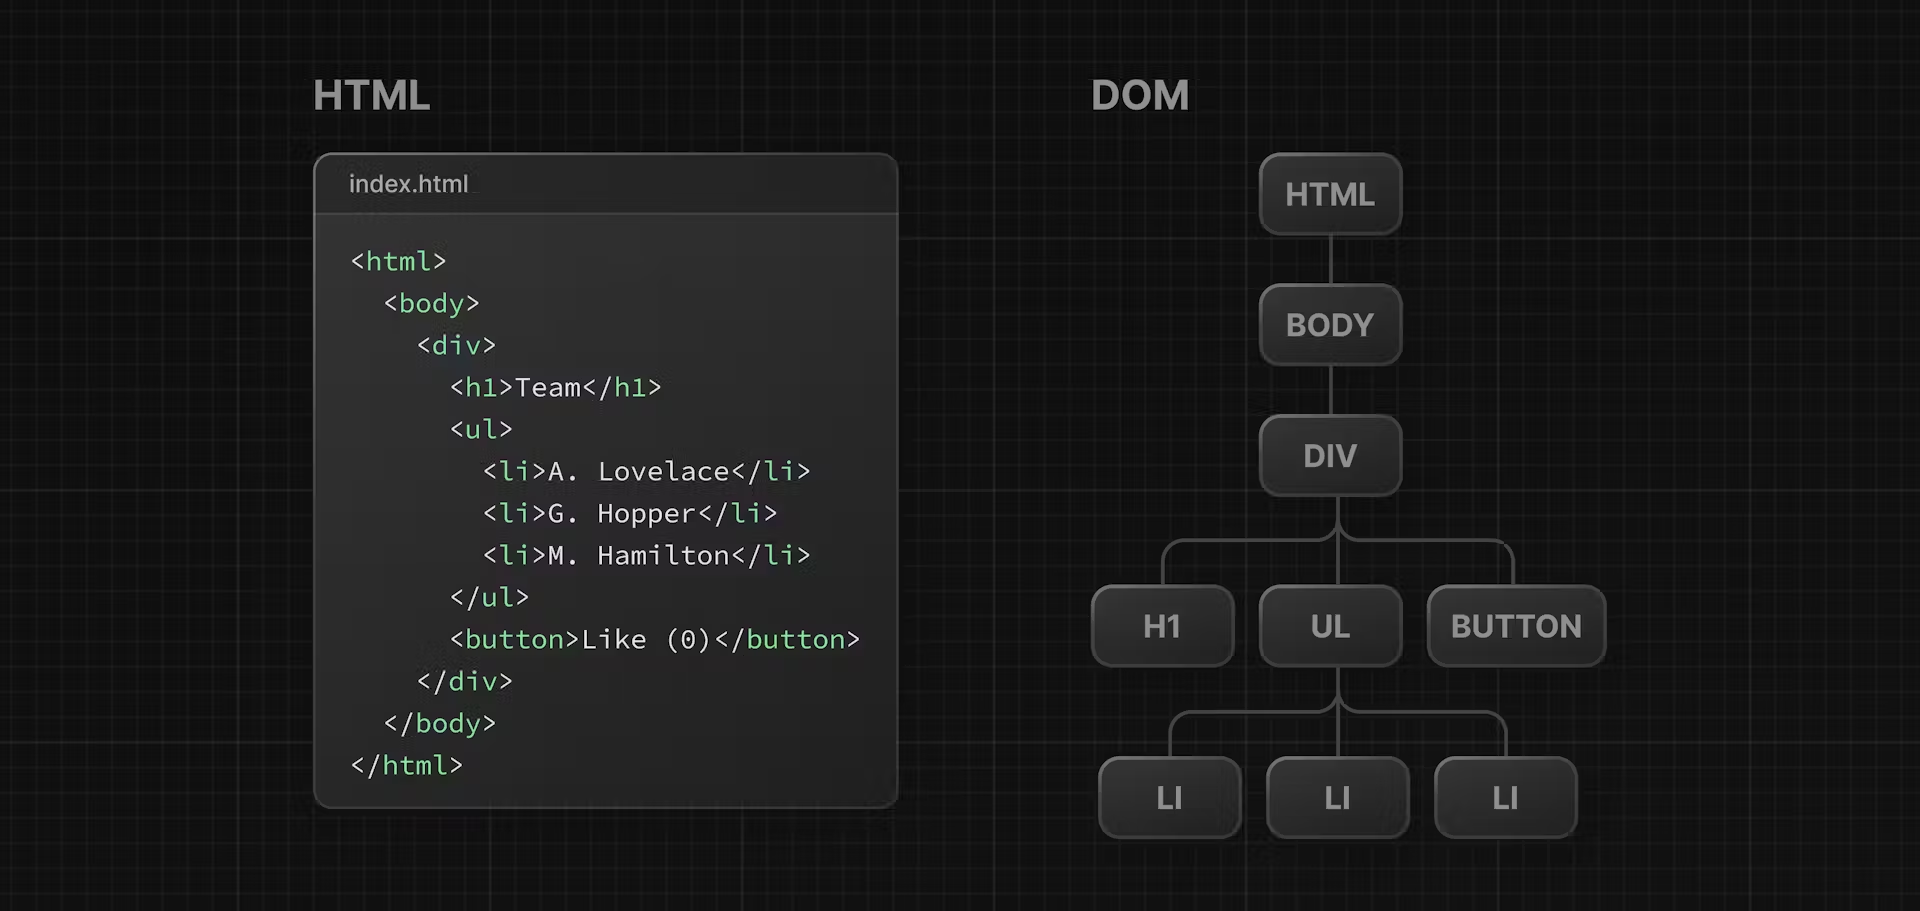 HTML
index.html
<html>
<body>
<div>
<h1>Team</h1>
<ul>
<li>A. Lovelace</li>
<li>G. Hopper</li>
<li>M. Hamilton</li>
</ul>
<button>Like (0)</button>
</div>
</body>
</html>
DOM
HTML
BODY
DIV
H1 UL BUTTON
LI LI LI